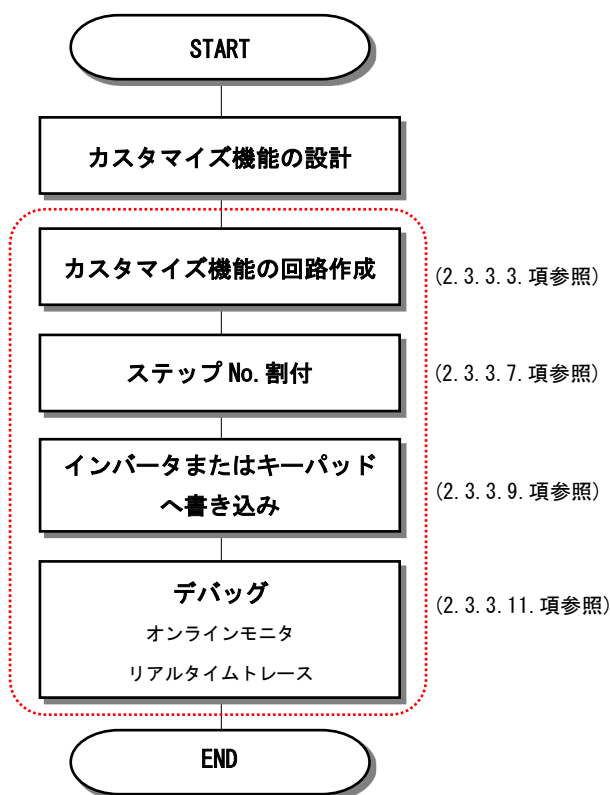 START
カスタマイズ機能の設計
カスタマイズ機能の回路作成
(2.3.3.3.項参照)
ステップ No.割付
(2.3.3.7.項参照)
インバータまたはキーパッド
へ書き込み
(2.3.3.9.項参照)
デバッグ
オンラインモニタ
リアルタイムトレース
(2.3.3.11.項参照)
END